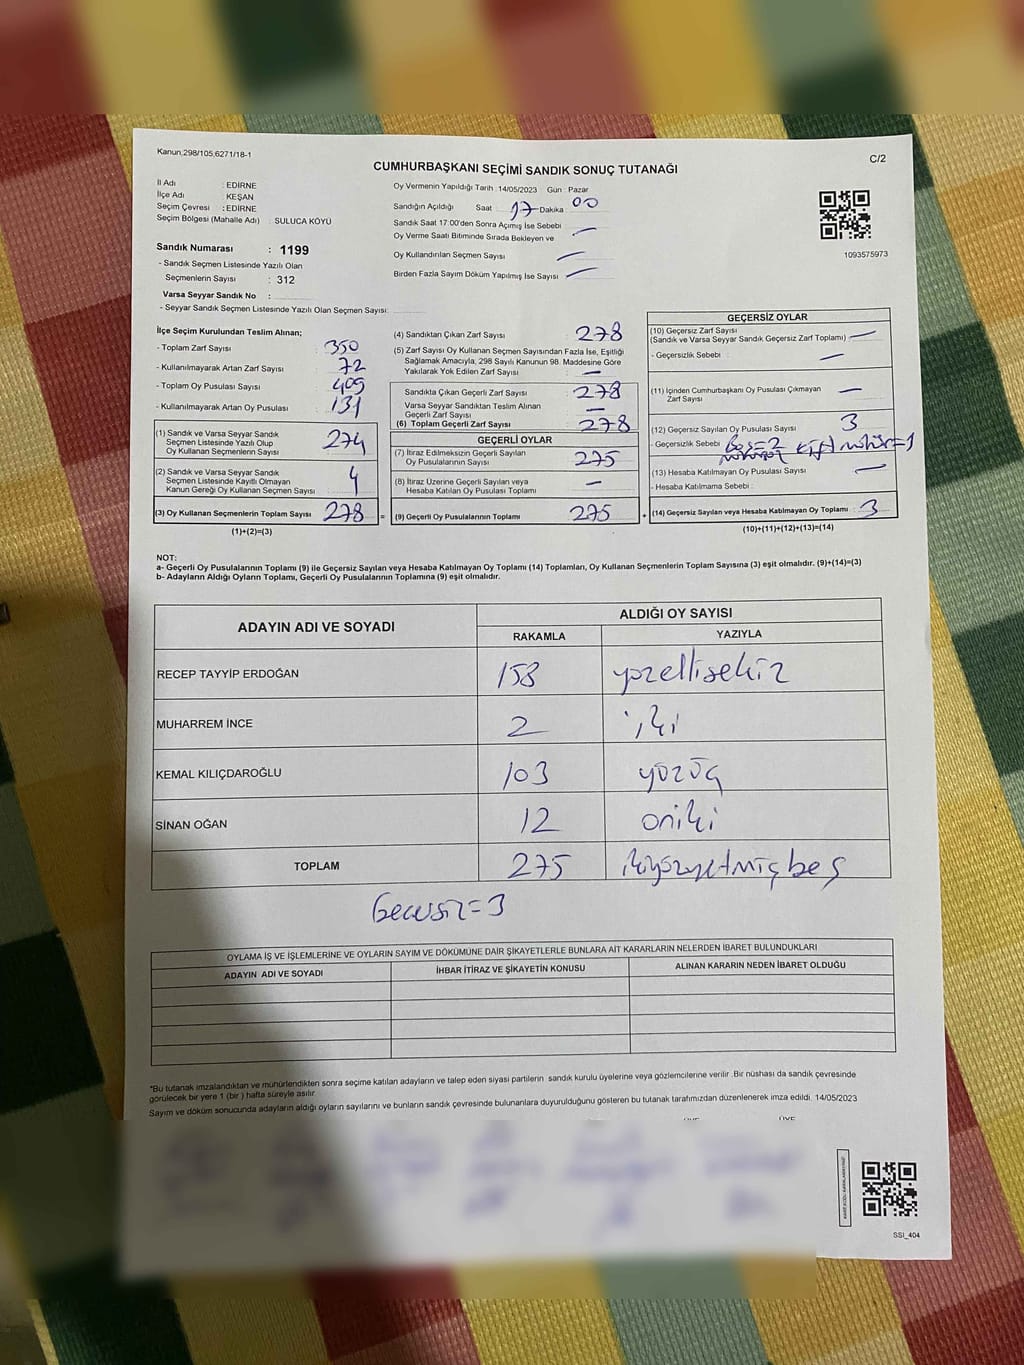 Kanun,298/105,6271/18-1
C/2
CUMHURBAŞKANI SEÇİMİ SANDIK SONUÇ TUTANAĞI
İl Adı : EDİRNE
İlçe Adı : KEŞAN
Seçim Çevresi : EDİRNE
Seçim Bölgesi (Mahalle Adı) : SULUCA KÖYÜ
Sandık Numarası : 1199
- Sandık Seçmen Listesinde Yazılı Olan
Seçmenlerin Sayısı : 312
Varsa Seyyar Sandık No :
- Seyyar Sandık Seçmen Listesinde Yazılı Olan Seçmen Sayısı:
Oy Vermenin Yapıldığı Tarih :14/05/2023 Gün : Pazar
Sandığın Açıldığı Saat 17 Dakika 00
Sandık Saat 17:00'den Sonra Açımış İse Sebebi
Oy Verme Saati Bitiminde Sırada Bekleyen ve
Oy Kullandırılan Seçmen Sayısı
Birden Fazla Sayım Döküm Yapılmış İse Sayısı
1093575973
İlçe Seçim Kurulundan Teslim Alınan;
- Toplam Zarf Sayısı 350
- Kullanılmayarak Artan Zarf Sayısı 72
- Toplam Oy Pusulası Sayısı 409
- Kullanılmayarak Artan Oy Pusulası 131
(1) Sandık ve Varsa Seyyar Sandık
Seçmen Listesinde Yazılı Olup
Oy Kullanan Seçmenlerin Sayısı 274
(2) Sandık ve Varsa Seyyar Sandık
Seçmen Listesinde Kayıtlı Olmayan
Kanun Gereği Oy Kullanan Seçmen Sayısı 4
(3) Oy Kullanan Seçmenlerin Toplam Sayısı 278 =
(1)+(2)=(3)
(4) Sandıktan Çıkan Zarf Sayısı 278
(5) Zarf Sayısı Oy Kullanan Seçmen Sayısından Fazla İse, Eşitliği
Sağlamak Amacıyla, 298 Sayılı Kanunun 98. Maddesine Göre
Yakılarak Yok Edilen Zarf Sayısı
Sandıkta Çıkan Geçerli Zarf Sayısı 278
Varsa Seyyar Sandıktan Teslim Alınan
Geçerli Zarf Sayısı
(6) Toplam Geçerli Zarf Sayısı 278
GEÇERLİ OYLAR
(7) İtiraz Edilmeksizin Geçerli Sayılan
Oy Pusulalarının Sayısı 275
(8) İtiraz Üzerine Geçerli Sayılan veya
Hesaba Katılan Oy Pusulası Toplamı
(9) Geçerli Oy Pusulalarının Toplamı 275 +
GEÇERSİZ OYLAR
(10) Geçersiz Zarf Sayısı
(Sandık ve Varsa Seyyar Sandık Geçersiz Zarf Toplamı)
- Geçersizlik Sebebi :
(11) İçinden Cumhurbaşkanı Oy Pusulası Çıkmayan
Zarf Sayısı
(12) Geçersiz Sayılan Oy Pusulası Sayısı 3
- Geçersizlik Sebebi Boş=2 çift mühür=1
(13) Hesaba Katılmayan Oy Pusulası Sayısı
- Hesaba Katılmama Sebebi :
(14) Geçersiz Sayılan veya Hesaba Katılmayan Oy Toplamı 3
(10)+(11)+(12)+(13)=(14)
NOT:
a- Geçerli Oy Pusulalarının Toplamı (9) ile Geçersiz Sayılan veya Hesaba Katılmayan Oy Toplamı (14) Toplamları, Oy Kullanan Seçmenlerin Toplam Sayısına (3) eşit olmalıdır. (9)+(14)=(3)
b- Adayların Aldığı Oyların Toplamı, Geçerli Oy Pusulalarının Toplamına (9) eşit olmalıdır.
ADAYIN ADI VE SOYADI
ALDIĞI OY SAYISI
RAKAMLA YAZIYLA
RECEP TAYYİP ERDOĞAN 158 yüzellisekiz
MUHARREM İNCE 2 iki
KEMAL KILIÇDAROĞLU 103 yüzüç
SİNAN OĞAN 12 oniki
TOPLAM 275 ikiyüzyetmişbeş
Gecersiz=3
OYLAMA İŞ VE İŞLEMLERİNE VE OYLARIN SAYIM VE DÖKÜMÜNE DAİR ŞİKAYETLERLE BUNLARA AİT KARARLARIN NELERDEN İBARET BULUNDUKLARI
ADAYIN ADI VE SOYADI İHBAR İTİRAZ VE ŞİKAYETİN KONUSU ALINAN KARARIN NEDEN İBARET OLDUĞU
*Bu tutanak imzalandıktan ve mühürlendikten sonra seçime katılan adayların ve talep eden siyasi partilerin sandık kurulu üyelerine veya gözlemcilerine verilir .Bir nüshası da sandık çevresinde
görülecek bir yere 1 (bir ) hafta süreyle asılır.
Sayım ve döküm sonucunda adayların aldığı oyların sayılarını ve bunların sandık çevresinde bulunanlara duyurulduğunu gösteren bu tutanak tarafımızdan düzenlenerek imza edildi. 14/05/2023
SSI_404